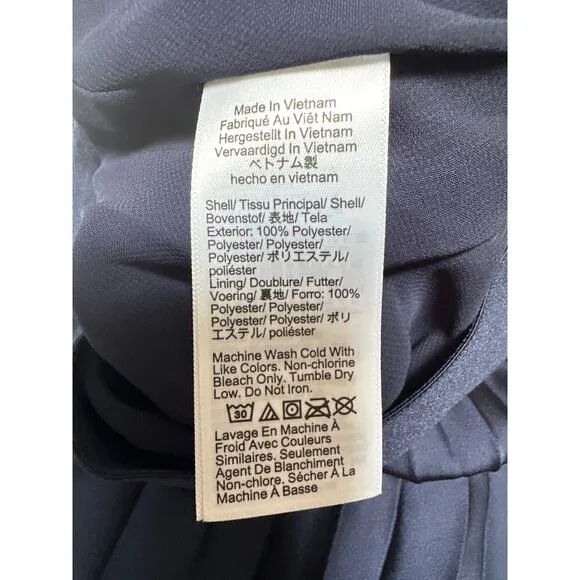 Made In Vietnam
Fabriqué Au Viêt Nam
Hergestellt In Vietnam
Vervaardigd In Vietnam
ベトナム製
hecho en vietnam
Shell/ Tissu Principal/ Shell/
Bovenstof/ 表地/ Tela
Exterior: 100% Polyester/
Polyester/ Polyester/
Polyester/ ポリエステル/
poliéster
Lining/ Doublure/ Futter/
Voering/ 裏地/ Forro: 100%
Polyester/ Polyester/
Polyester/ Polyester/ ポリ
エステル/ poliéster
Machine Wash Cold With
Like Colors. Non-chlorine
Bleach Only. Tumble Dry
Low. Do Not Iron.
30
Lavage En Machine À
Froid Avec Couleurs
Similaires. Seulement
Agent De Blanchiment
Non-chlore. Sécher À La
Machine À Basse